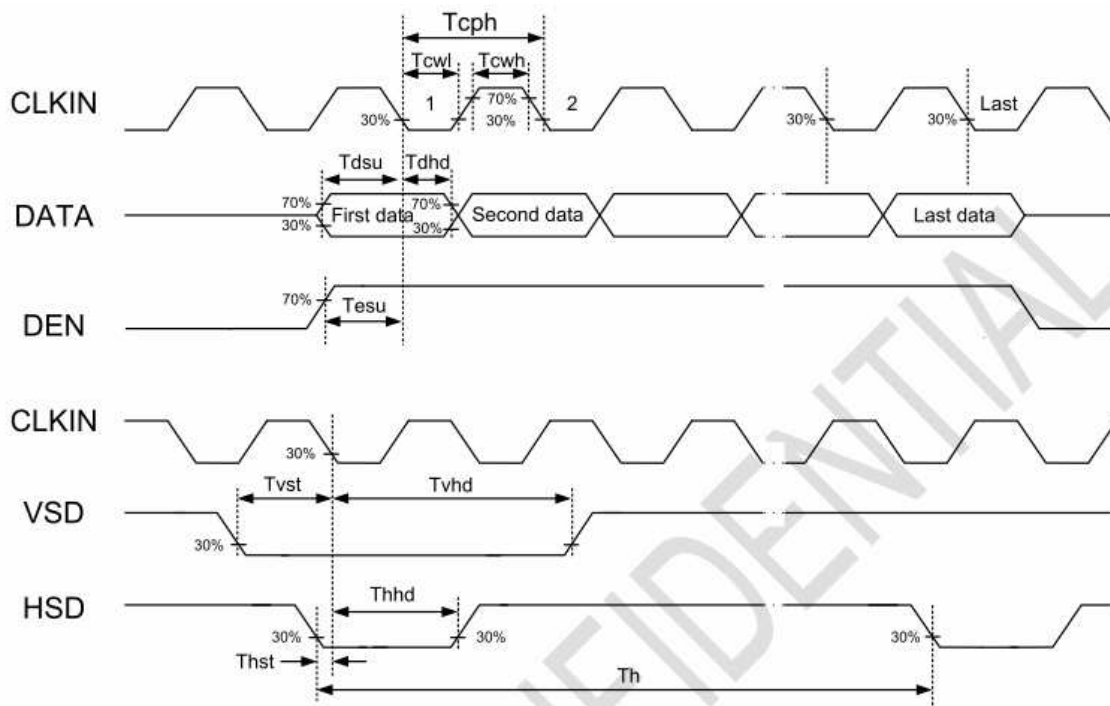 Tcph
Tcwl Tcwh
CLKIN 1 70% 2 Last
30% 30% 30% 30%
Tdsu Tdhd
70% 70%
DATA First data Second data Last data
30% 30%
70%
DEN Tesu
CLKIN
30%
Tvst Tvhd
VSD
30%
Thhd
HSD
30% 30% 30%
Thst
Th